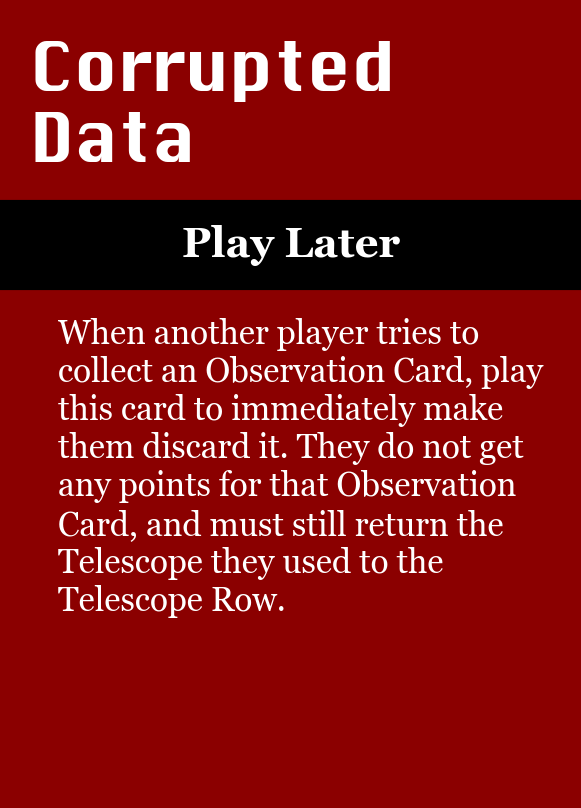 Corrupted
Data
Play Later
When another player tries to
collect an Observation Card, play
this card to immediately make
them discard it. They do not get
any points for that Observation
Card, and must still return the
Telescope they used to the
Telescope Row.